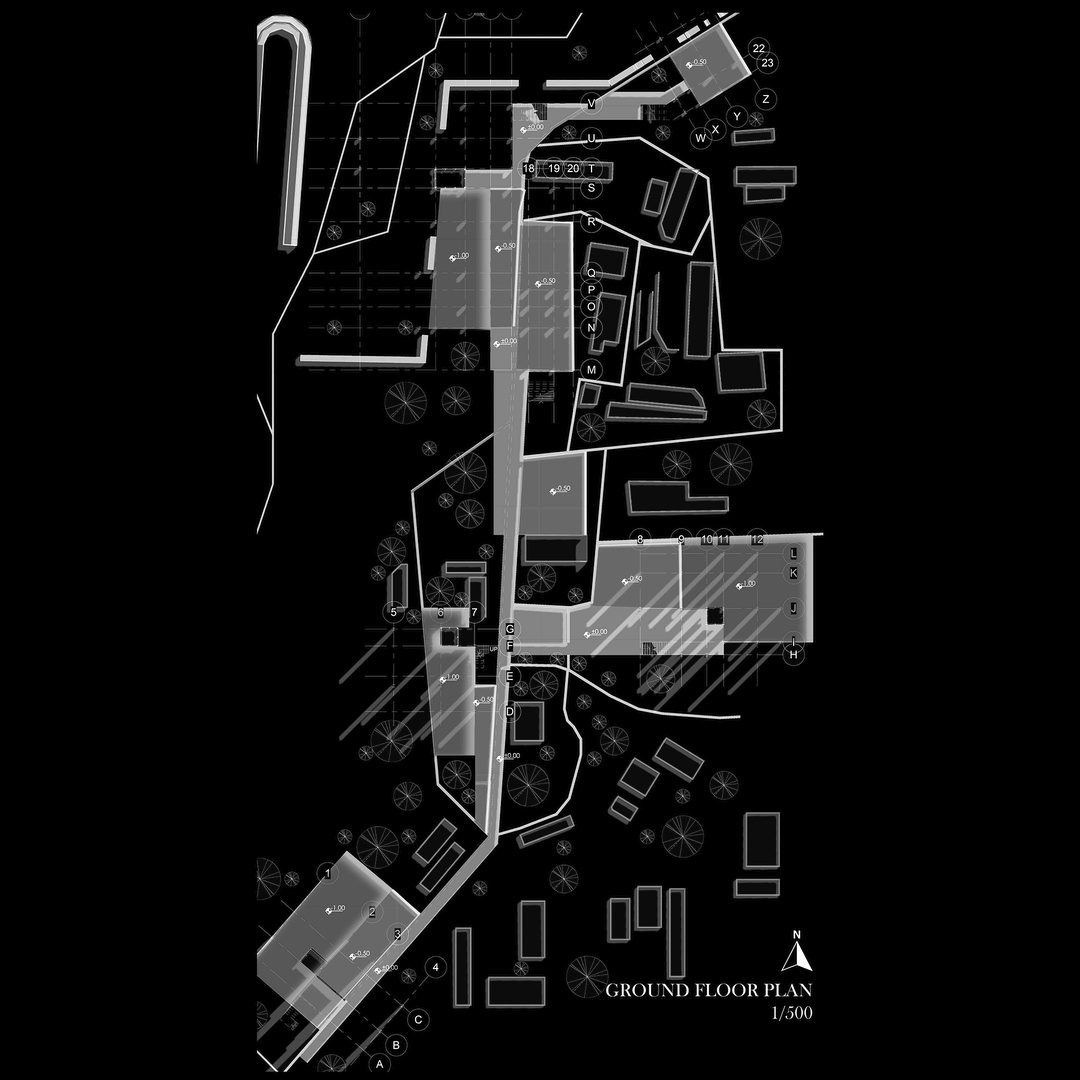 22
23
-0.50
Z
V
Y
X
W
±0.00
U
18 19 20 T
S
R
-0.50
-1.00
Q
-0.50
P
O
N
±0.00
M
-0.50
8 9 10 11 12
L
K
-0.50
-1.00
J
5 6 7
G
±0.00
I
F
UP
H
E
-1.00
-0.50
D
±0.00
1
-1.00
2
3
-0.50
±0.00
4
N
GROUND FLOOR PLAN
1/500
C
B
A